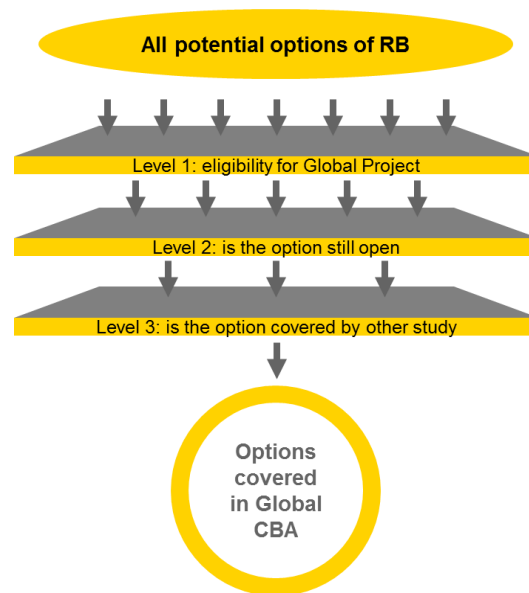 All potential options of RB
Level 1: eligibility for Global Project
Level 2: is the option still open
Level 3: is the option covered by other study
Options
covered
in Global
CBA